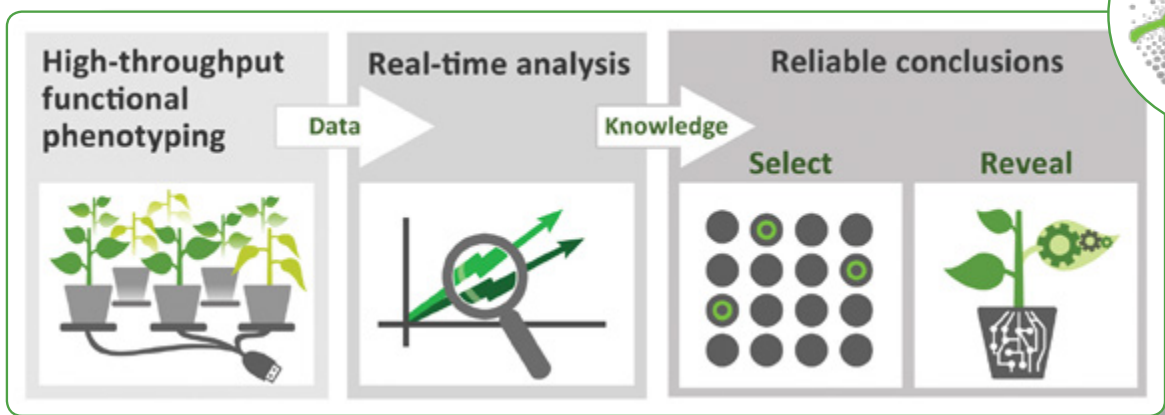 High-throughput
functional
phenotyping
Data
Real-time analysis
Knowledge
Reliable conclusions
Select
Reveal